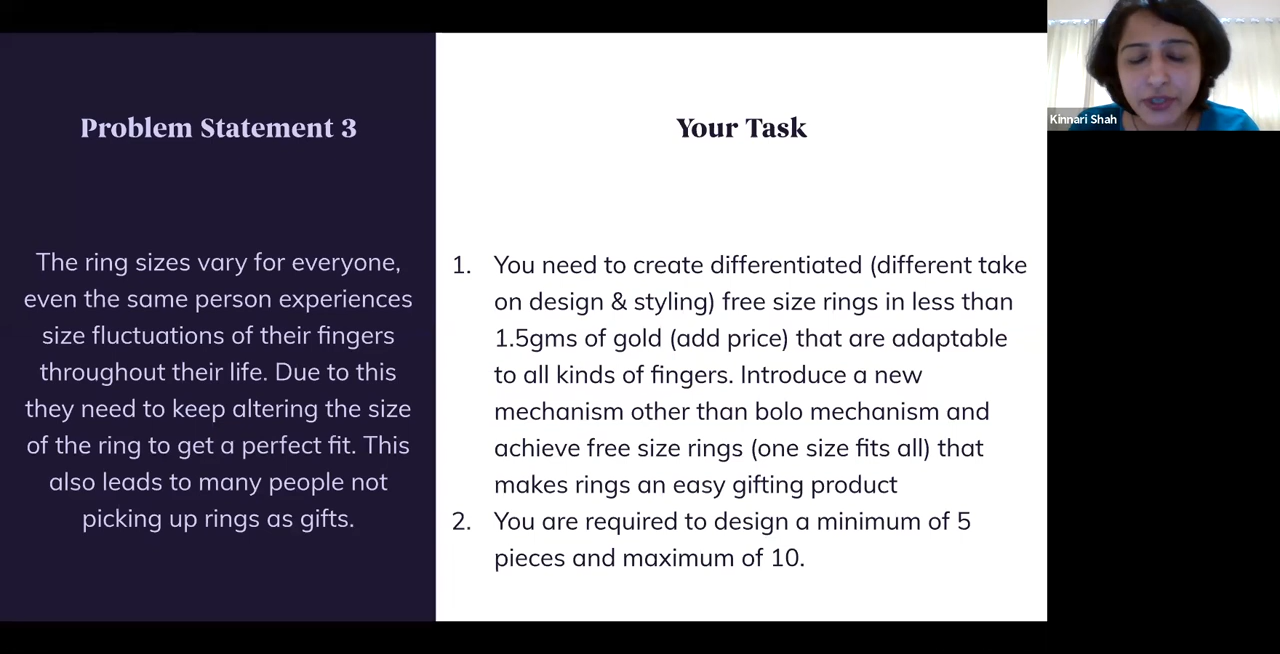 Problem Statement 3
The ring sizes vary for everyone,
even the same person experiences
size fluctuations of their fingers
throughout their life. Due to this
they need to keep altering the size
of the ring to get a perfect fit. This
also leads to many people not
picking up rings as gifts.
Your Task
1. You need to create differentiated (different take
on design & styling) free size rings in less than
1.5gms of gold (add price) that are adaptable
to all kinds of fingers. Introduce a new
mechanism other than bolo mechanism and
achieve free size rings (one size fits all) that
makes rings an easy gifting product
2. You are required to design a minimum of 5
pieces and maximum of 10.
Kinnari Shah